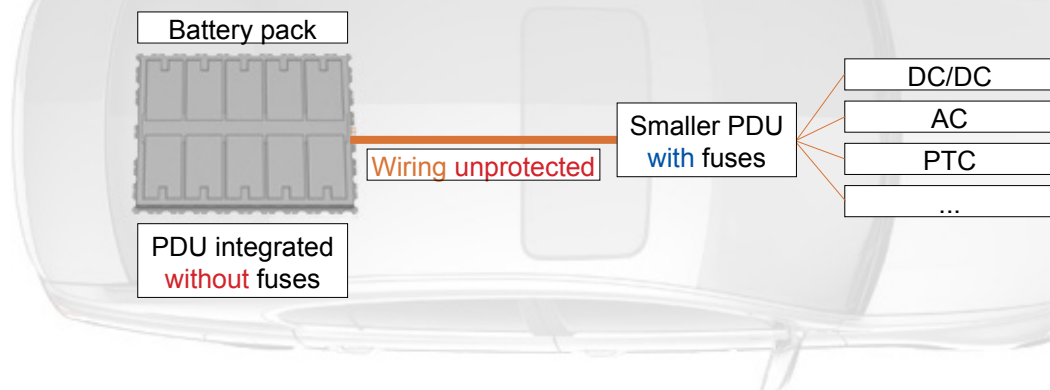 Battery pack
PDU integrated
without fuses
Wiring unprotected
Smaller PDU
with fuses
DC/DC
AC
PTC
...